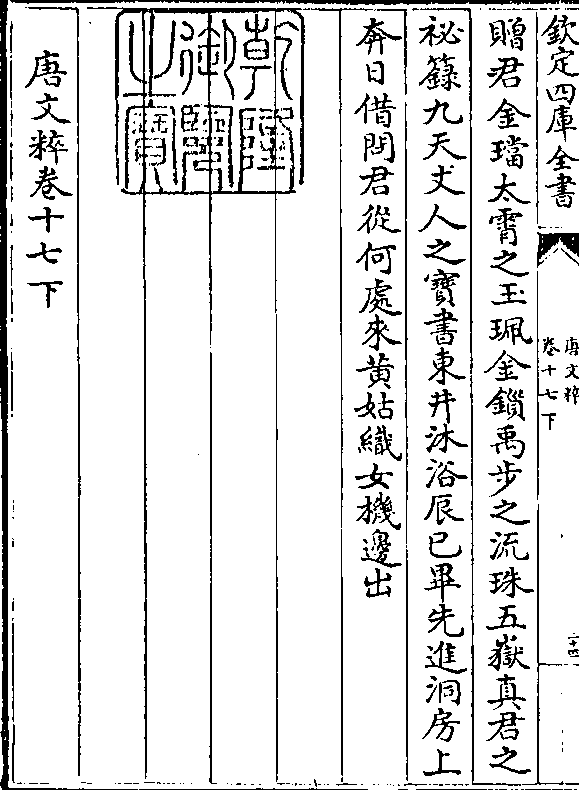 欽定四庫全書
唐文粹
卷十七下
二十四
贈君金璫太霄之玉珮金鎖禹步之流珠五嶽真君之
祕籙九天丈人之寶書東井沐浴辰已畢先進洞房上
奔日借問君從何處來黄姑織女機邊出
乾隆
御覽
之寶
唐文粹卷十七下